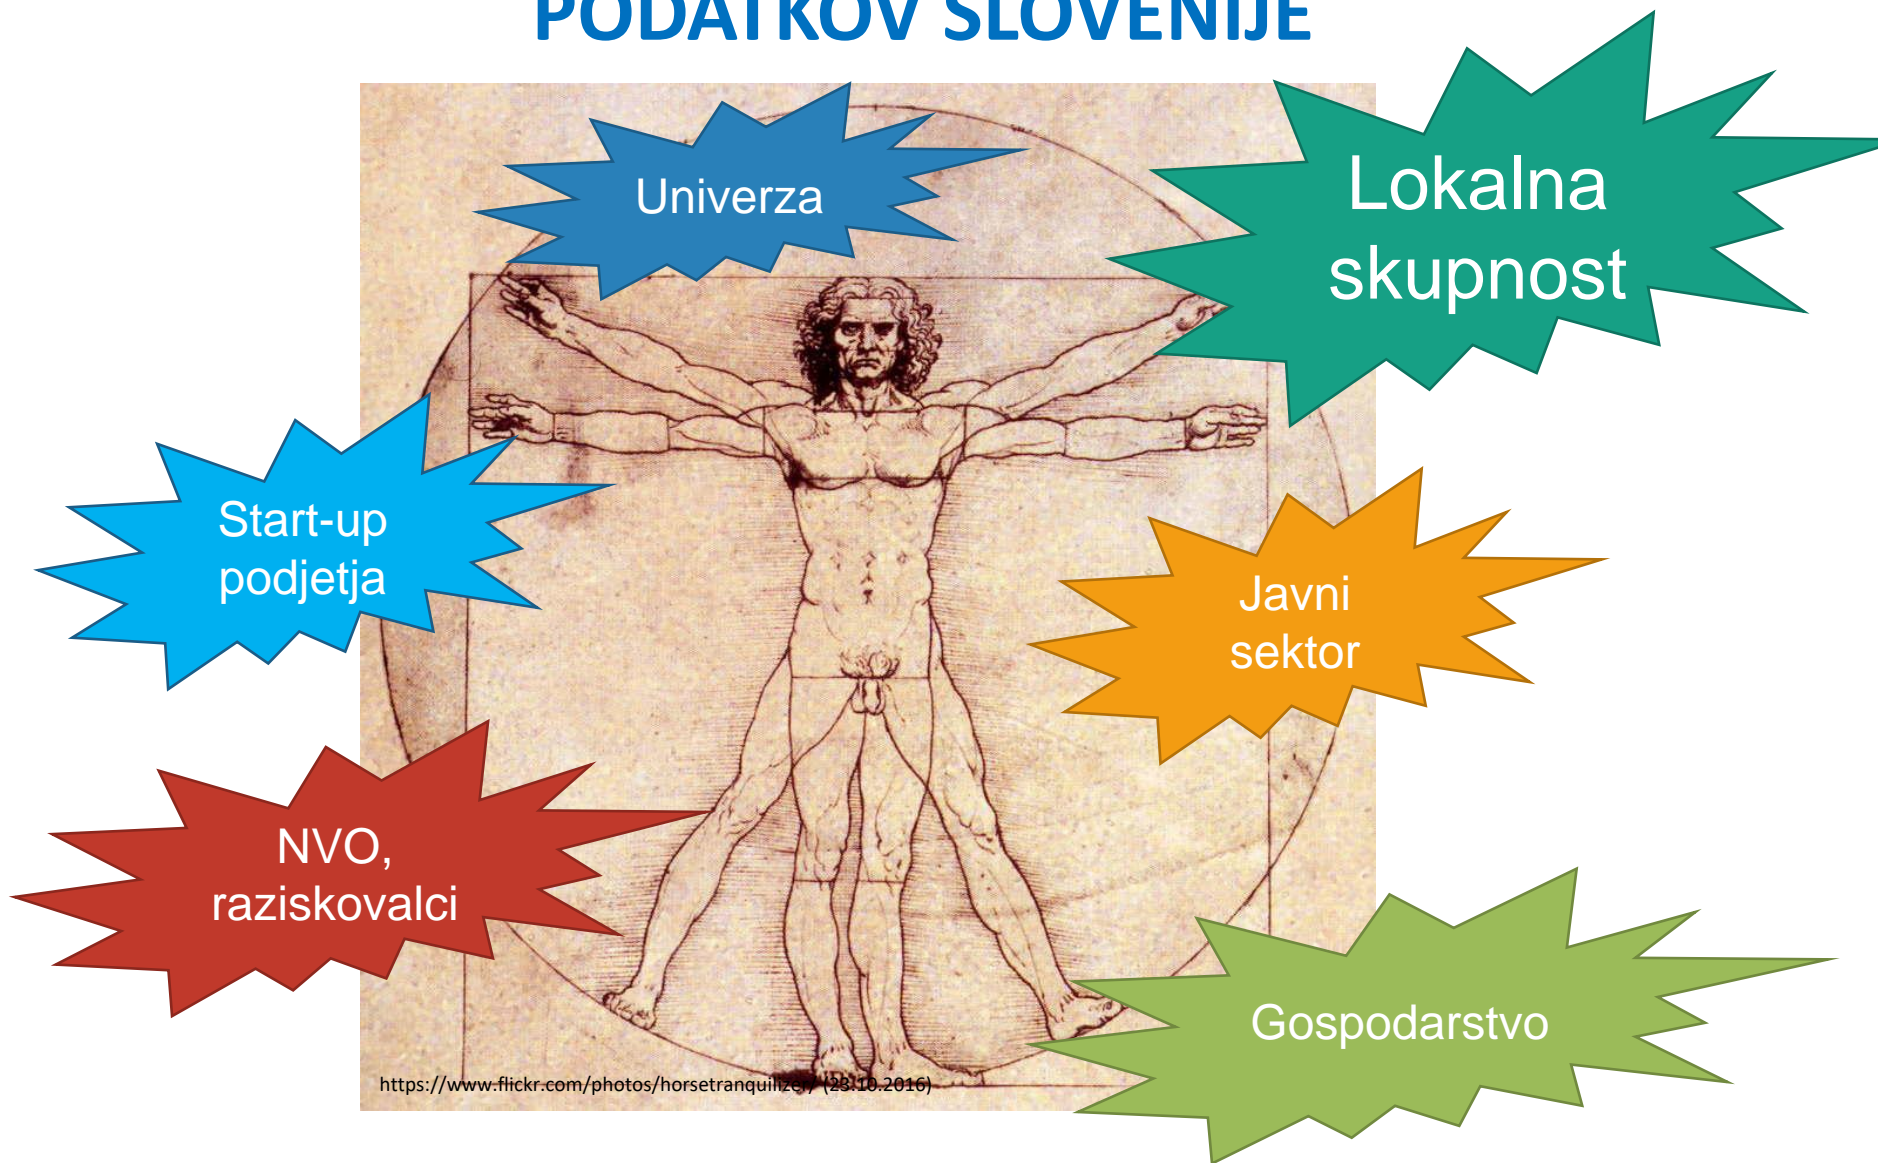 PODATKOV SLOVENIJE
Univerza
Lokalna
skupnost
Start-up
podjetja
Javni
sektor
NVO,
raziskovalci
Gospodarstvo
https://www.flickr.com/photos/horsetranquilizer/ (23.10.2016)